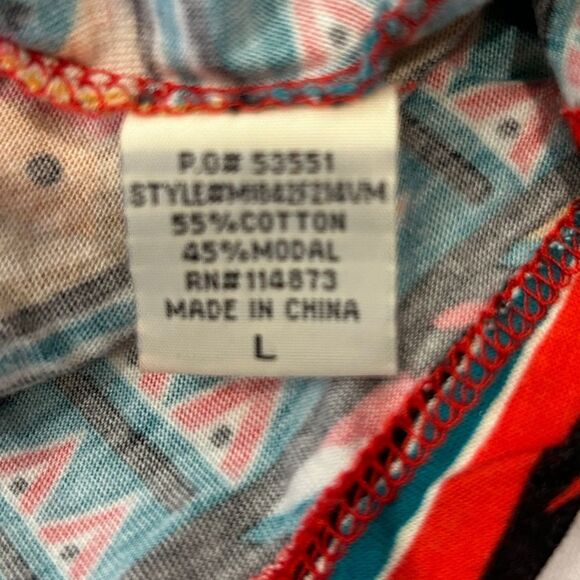 P.O# 53551
55%COTTON
45%MODAL
RN# 114873
MADE IN CHINA
L